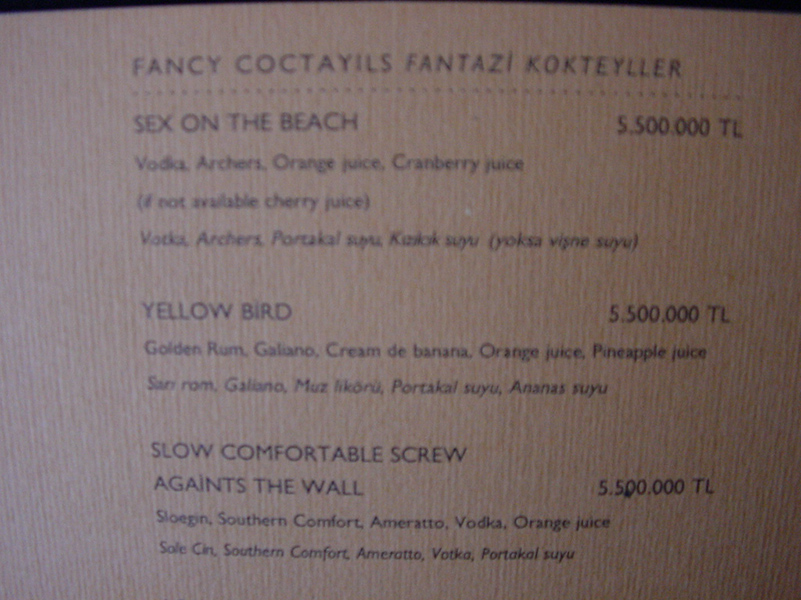 FANCY COCTAYILS FANTAZİ KOKTEYLLER
SEX ON THE BEACH 5.500.000 TL
Vodka, Archers, Orange juice, Cranberry juice
(if not available cherry juice)
Votka, Archers, Portakal suyu, Kızılcık suyu (yoksa vişne suyu)
YELLOW BİRD 5.500.000 TL
Golden Rum, Galiano, Cream de banana, Orange juice, Pineapple juice
Sarı rom, Galiano, Muz likörü, Portakal suyu, Ananas suyu
SLOW COMFORTABLE SCREW
AGAİNTS THE WALL 5.500.000 TL
Sloegin, Southern Comfort, Ameratto, Vodka, Orange juice
Sole Cin, Southern Comfort, Ameratto, Votka, Portakal suyu